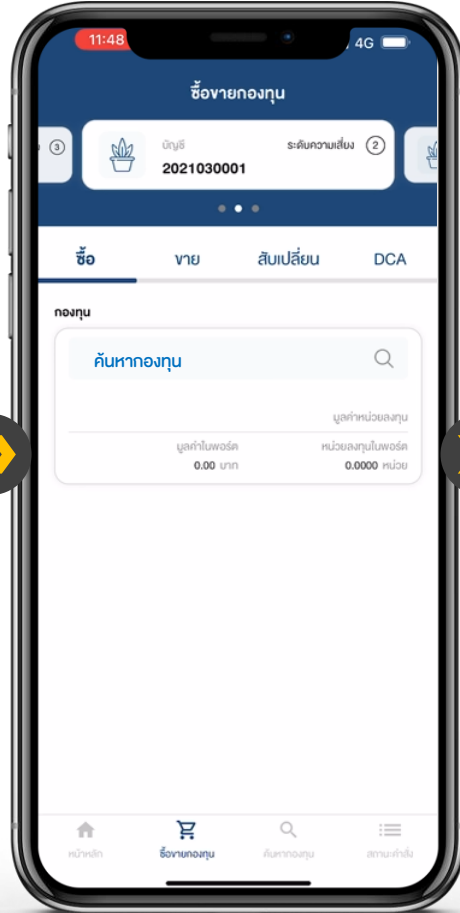 11:48 4G
ซื้อขายกองทุน
3 บัญชี ระดับความเสี่ยง 2
2021030001
ซื้อ ขาย สับเปลี่ยน DCA
กองทุน
ค้นหากองทุน
มูลค่าหน่วยลงทุน
มูลค่าในพอร์ต หน่วยลงทุนในพอร์ต
0.00 บาท 0.0000 หน่วย
หน้าหลัก ซื้อขายกองทุน ค้นหากองทุน สถานะคำสั่ง